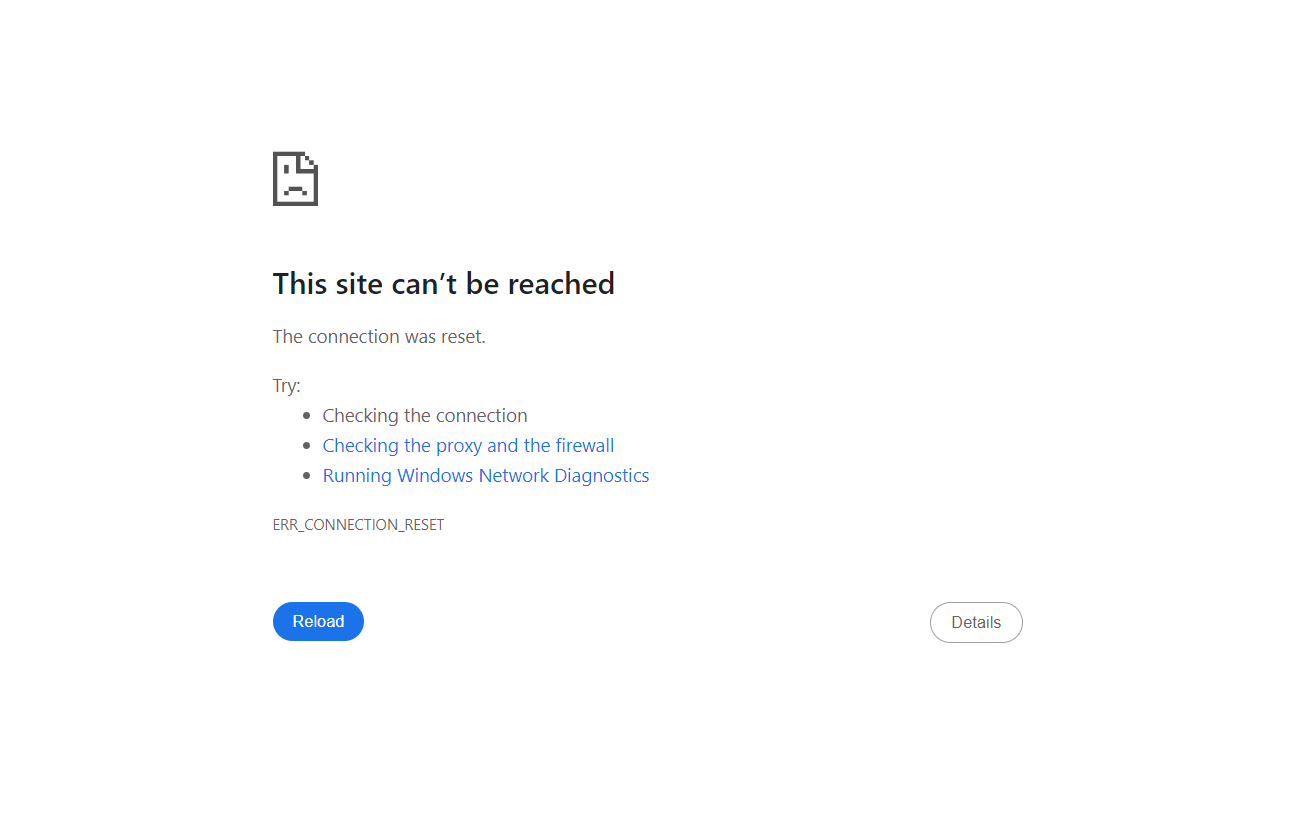 This site can’t be reached
The connection was reset.
Try:
Checking the connection
Checking the proxy and the firewall
Running Windows Network Diagnostics
ERR_CONNECTION_RESET
Reload
Details